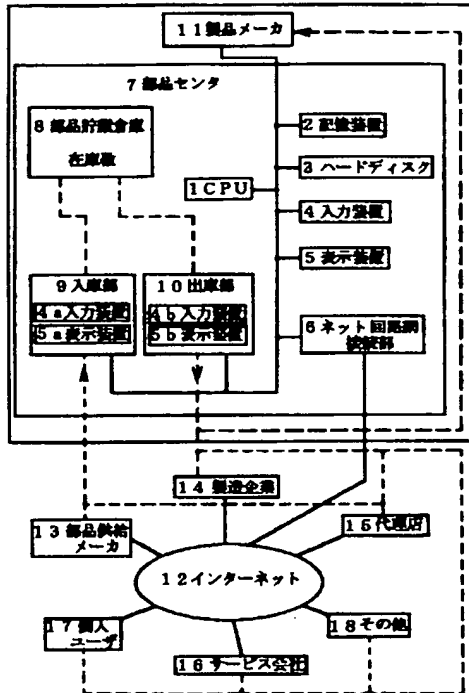 11製品メーカ
7部品センタ
8部品貯蔵倉庫
在庫数
2記憶装置
3ハードディスク
1CPU
4入力装置
5表示装置
9入庫部
4a入力装置
5a表示装置
10出庫部
4b入力装置
5b表示装置
6ネット回路網
接続部
14製造企業
13部品供給
メーカ
15代理店
12インターネット
17個人
ユーザ
18その他
16サービス会社